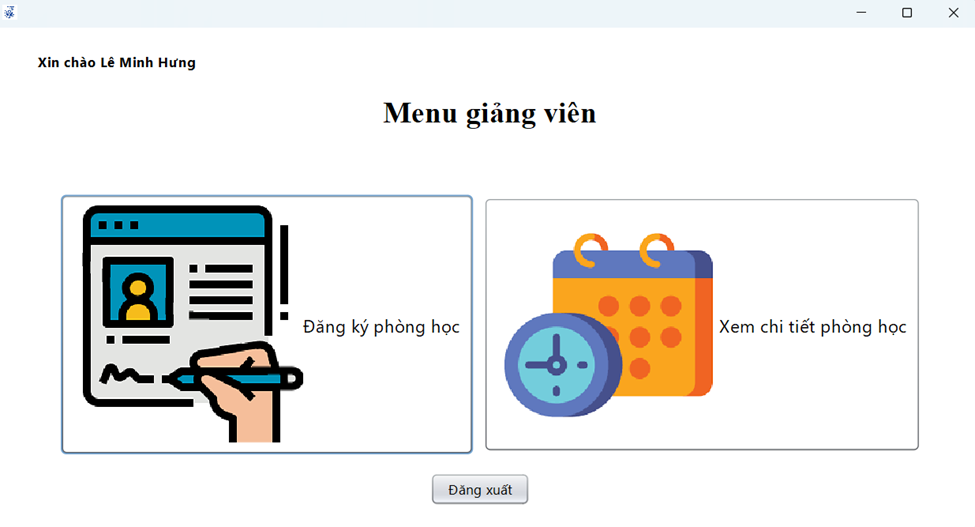 Xin chào Lê Minh Hưng
Menu giảng viên
Đăng ký phòng học
Xem chi tiết phòng học
Đăng xuất